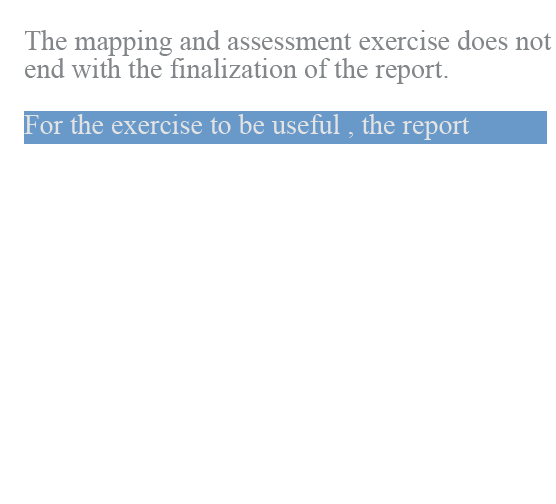 The mapping and assessment exercise does not
end with the finalization of the report.
For the exercise to be useful , the report